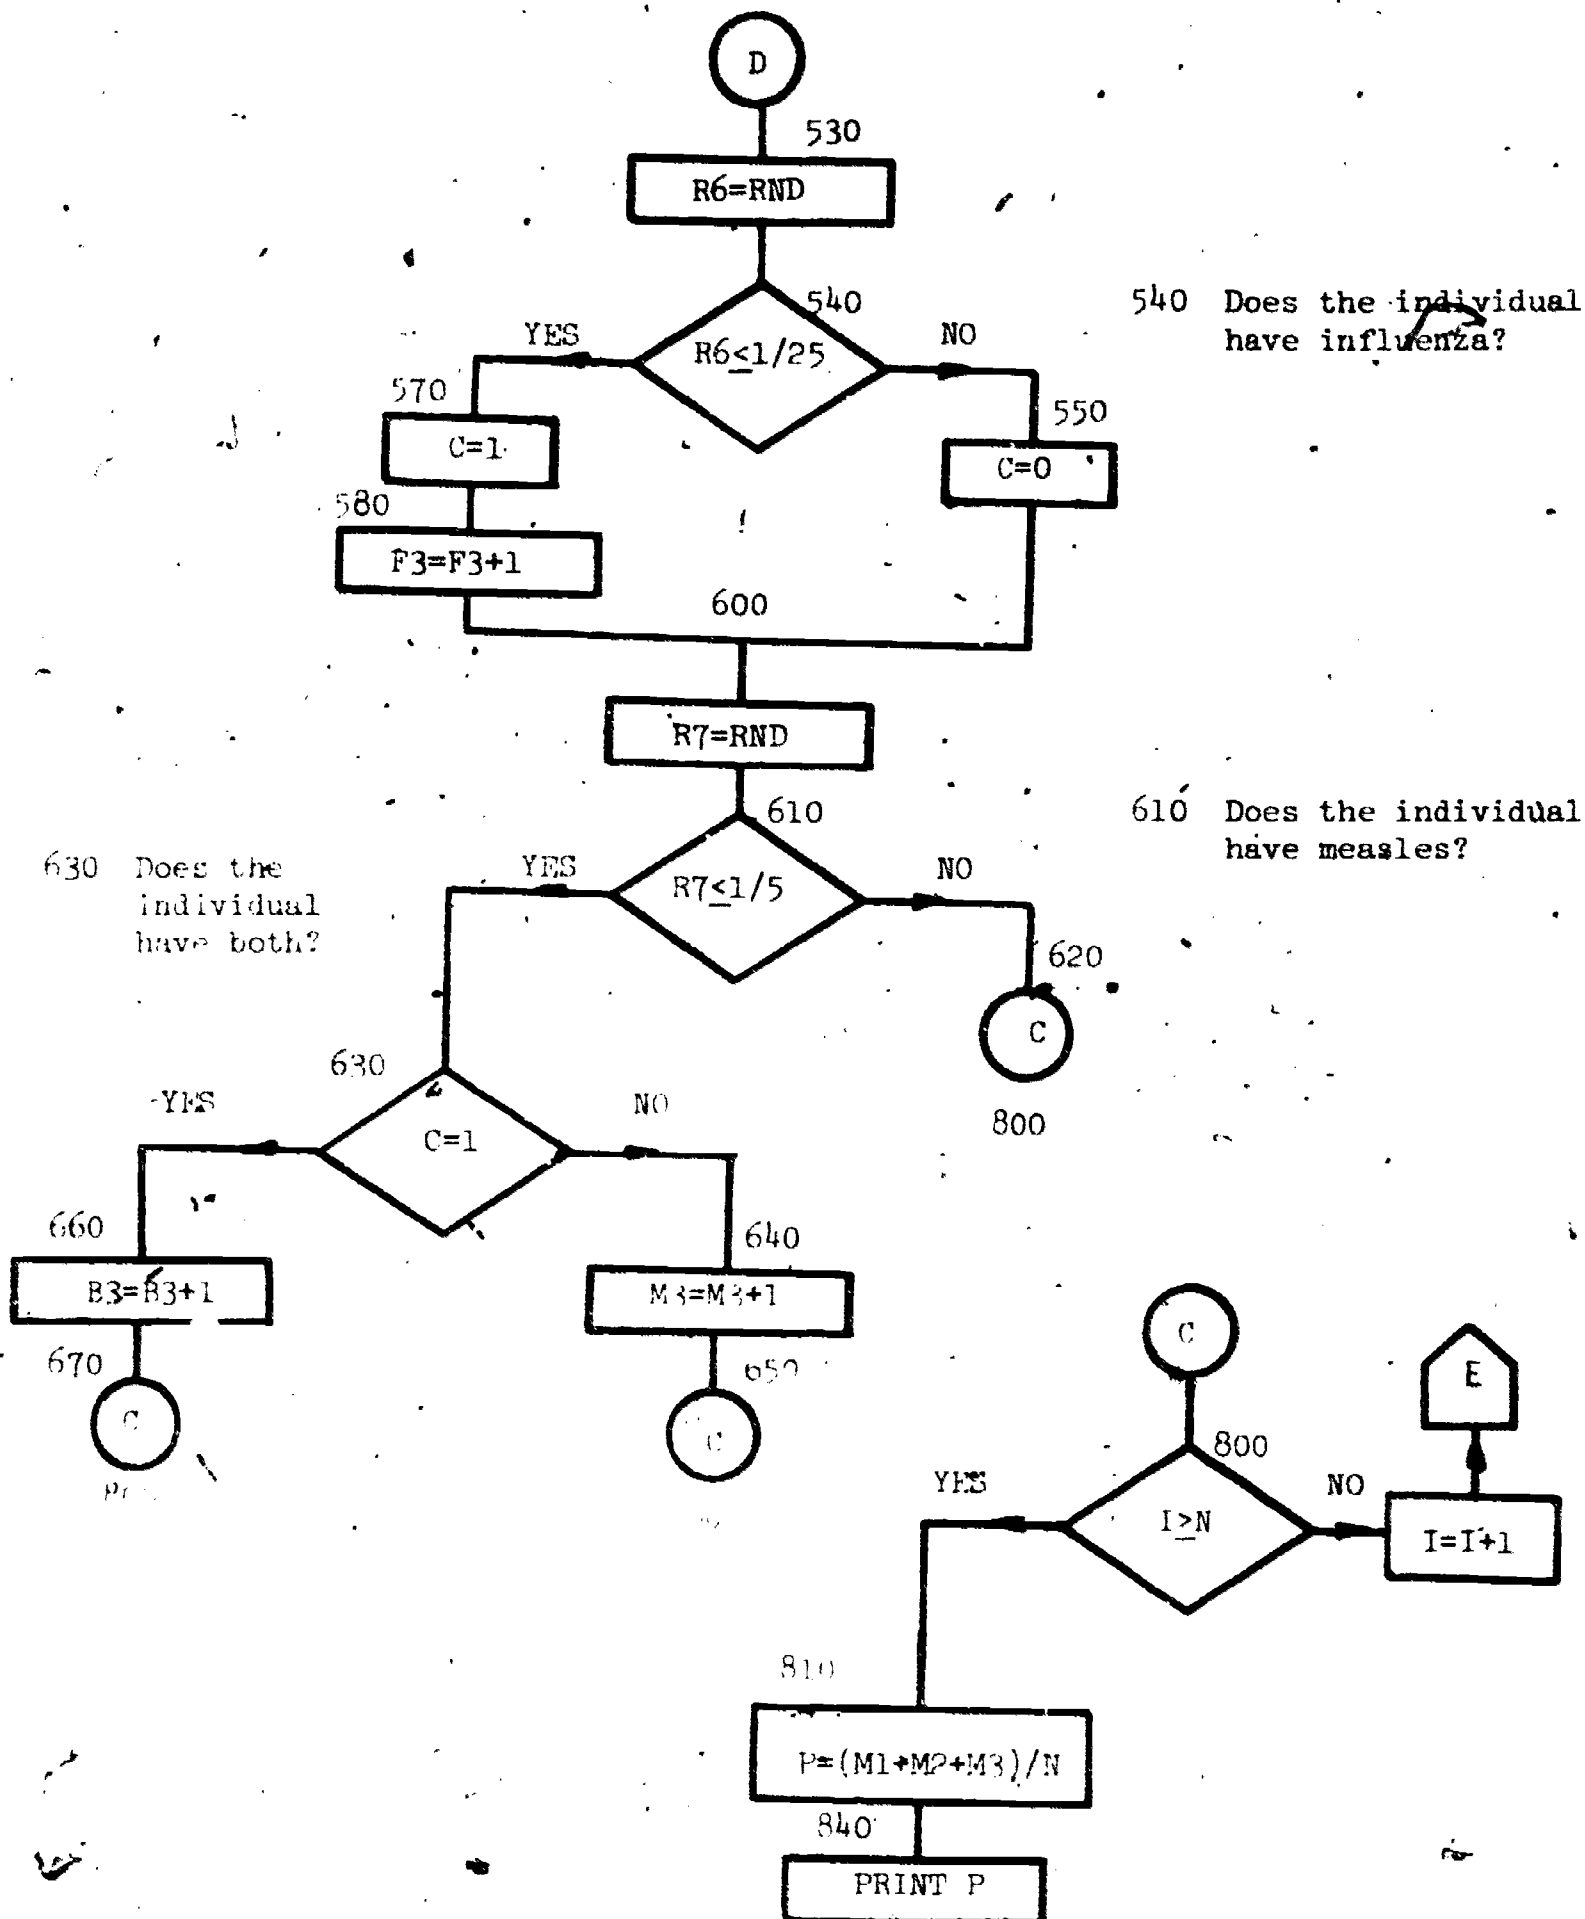 D
530
R6=RND
540
R6≤1/25
YES
NO
540 Does the individual
have influenza?
570
C=1
550
C=0
580
F3=F3+1
600
R7=RND
610
R7≤1/5
YES
NO
610 Does the individual
have measles?
630 Does the
individual
have both?
620
C
800
630
C=1
YES
NO
660
B3=B3+1
670
C
640
M3=M3+1
650
C
C
800
I≥N
YES
NO
I=I+1
E
810
P=(M1+M2+M3)/N
840
PRINT P